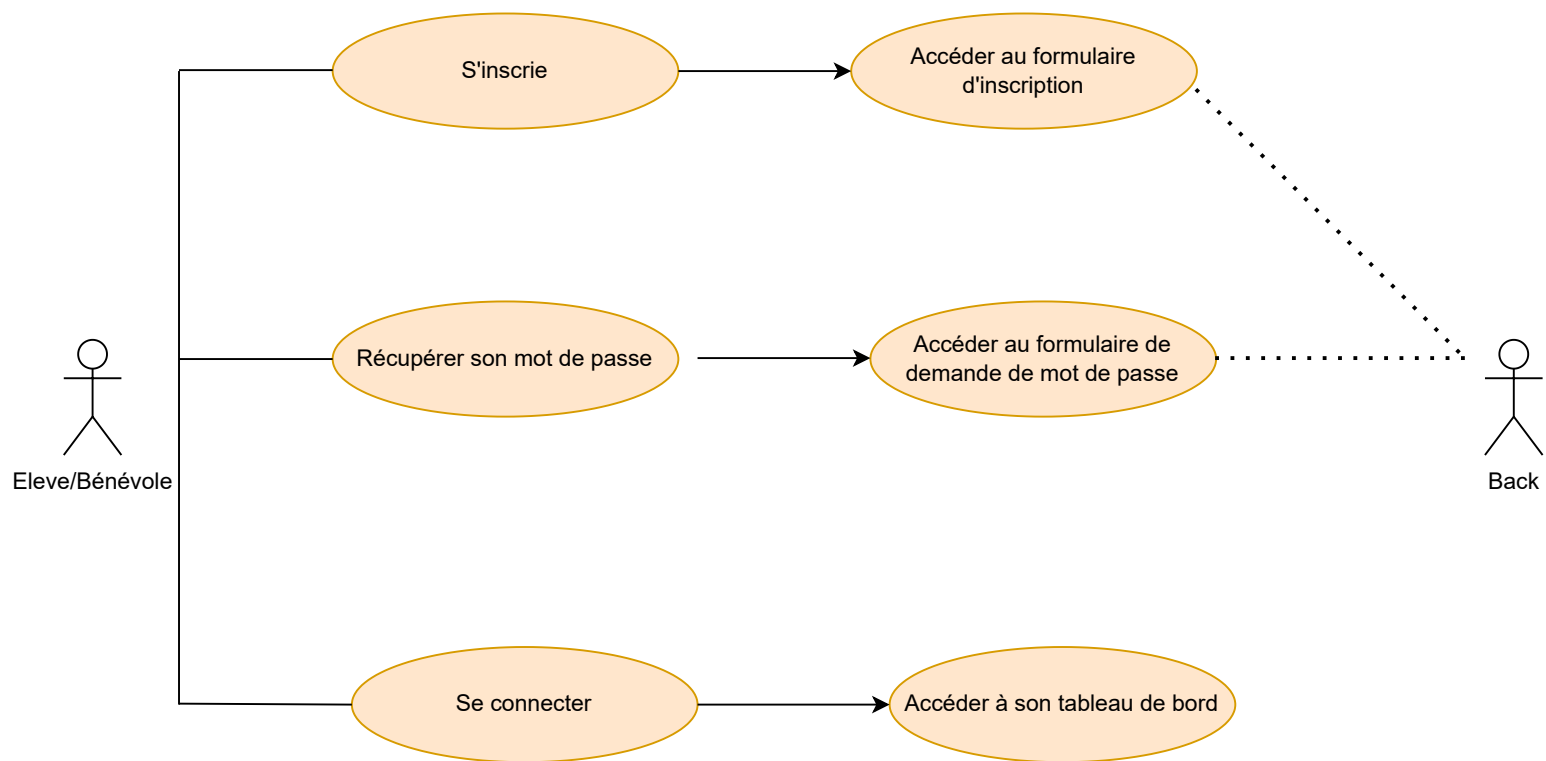 S'inscrie
Accéder au formulaire
d'inscription
Récupérer son mot de passe
Accéder au formulaire de
demande de mot de passe
Eleve/Bénévole
Back
Se connecter
Accéder à son tableau de bord